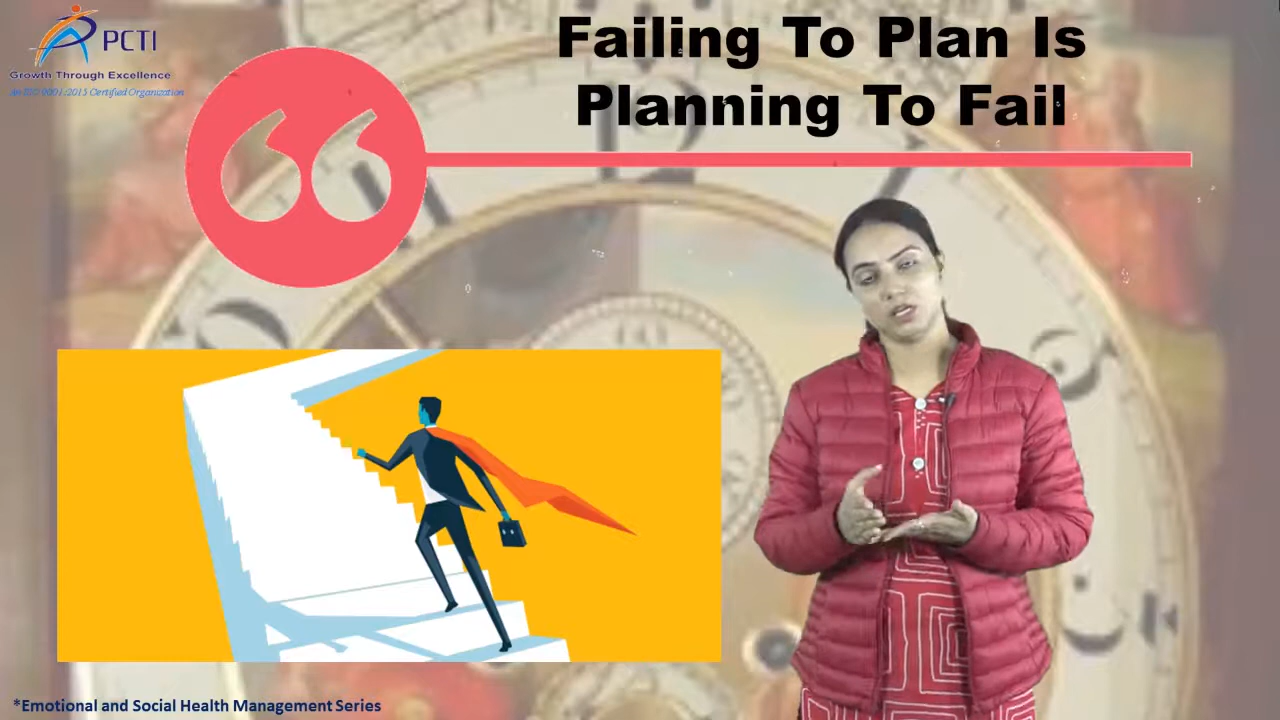 PCTI
Growth Through Excellence
An ISO 9001:2015 Certified Organization
Failing To Plan Is
Planning To Fail
*Emotional and Social Health Management Series